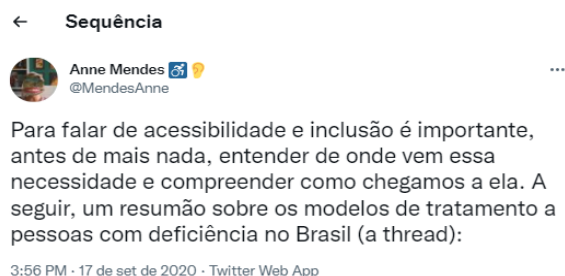 Sequência
Anne Mendes
@MendesAnne
Para falar de acessibilidade e inclusão é importante,
antes de mais nada, entender de onde vem essa
necessidade e compreender como chegamos a ela. A
seguir, um resumão sobre os modelos de tratamento a
pessoas com deficiência no Brasil (a thread):
3:56 PM · 17 de set de 2020 · Twitter Web App